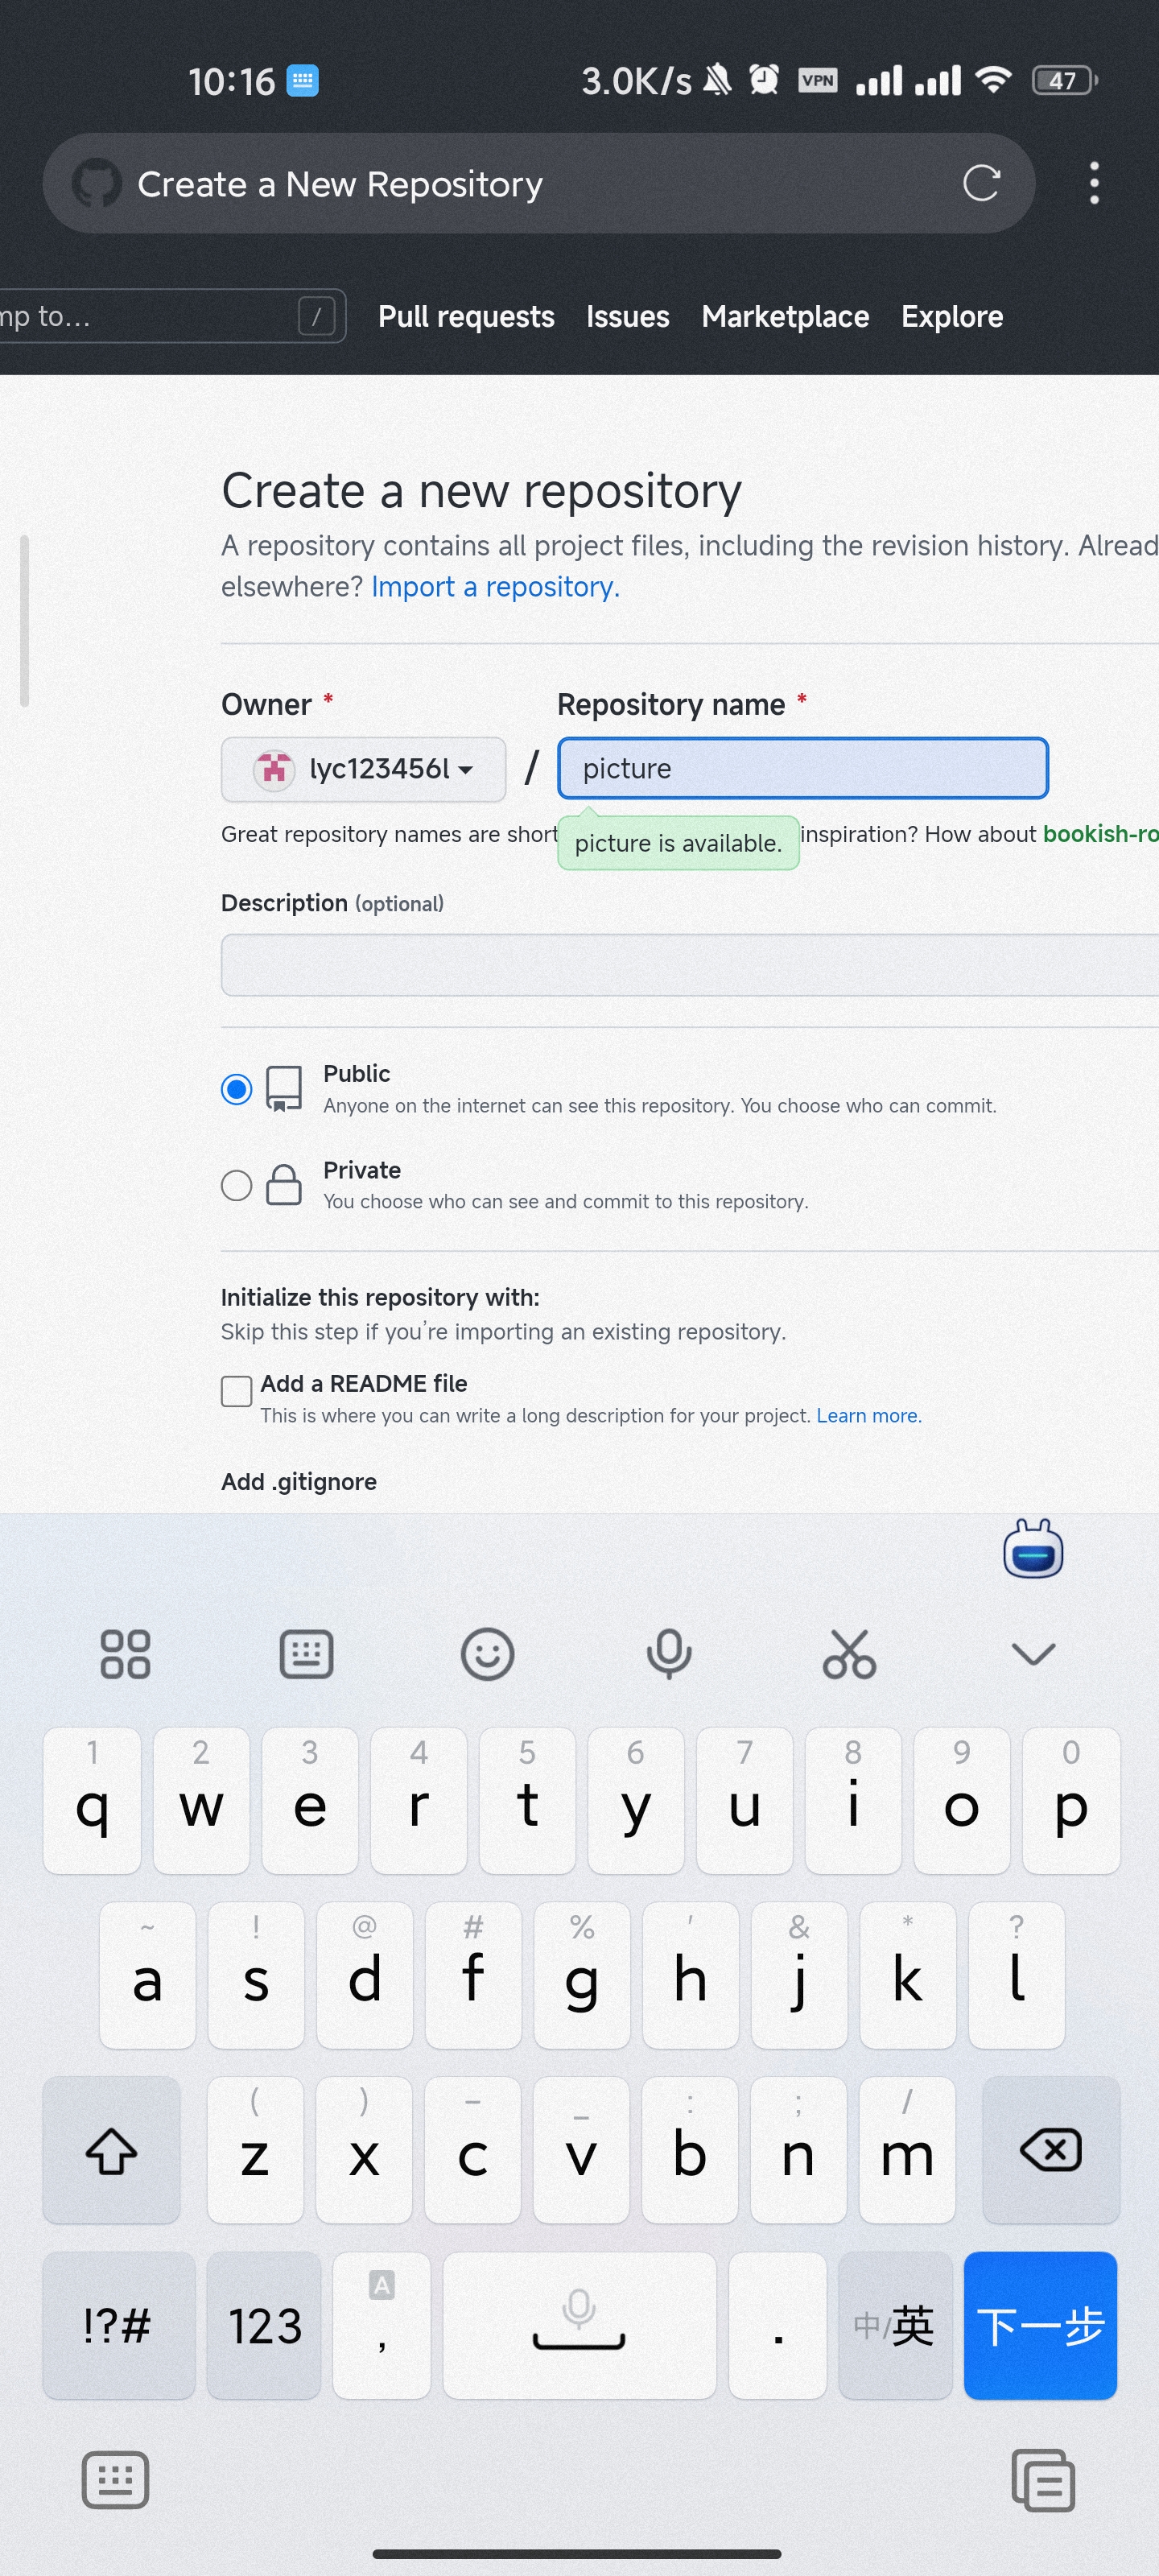 10:16 3.0K/s VPN 47
Create a New Repository
mp to... / Pull requests Issues Marketplace Explore
Create a new repository
A repository contains all project files, including the revision history. Alread
elsewhere? Import a repository.
Owner * Repository name *
lyc123456l / picture
Great repository names are short inspiration? How about bookish-ro
picture is available.
Description (optional)
Public
Anyone on the internet can see this repository. You choose who can commit.
Private
You choose who can see and commit to this repository.
Initialize this repository with:
Skip this step if you're importing an existing repository.
Add a README file
This is where you can write a long description for your project. Learn more.
Add .gitignore
1 2 3 4 5 6 7 8 9 0
q w e r t y u i o p
~ ! @ # % ' & * ?
a s d f g h j k l
( ) – _ : ; /
z x c v b n m
A
!?# 123 , . 中/英 下一步